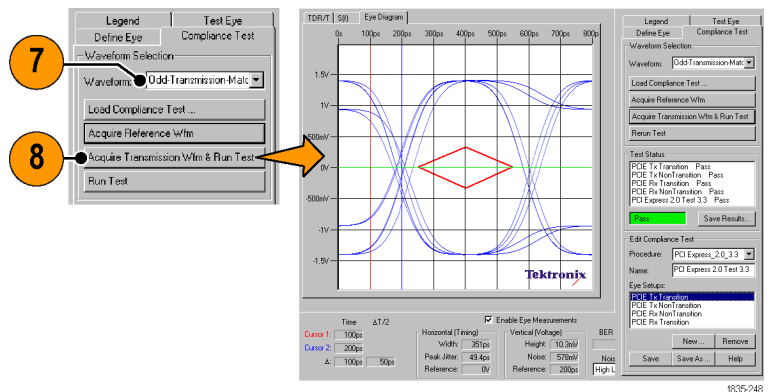 Legend Test Eye
Define Eye Compliance Test
Waveform Selection
7
Waveform: Odd-Transmission-Matc
Load Compliance Test ...
Acquire Reference Wfm
8
Acquire Transmission Wfm & Run Test
Run Test
TDR/T S(f) Eye Diagram
0s 100ps 200ps 300ps 400ps 500ps 600ps 700ps 800p
1.5V
1V
500mV
0V
-500mV
-1V
-1.5V
Tektronix
Time ΔT/2
Cursor 1: 100ps
Cursor 2: 200ps
Δ: 100ps 50ps
Enable Eye Measurements
Horizontal (Timing)
Width: 351ps
Peak Jitter: 49.4ps
Reference: 0V
Vertical (Voltage)
Height: 10.3mV
Noise: 578mV
Reference: 200ps
BER
Nois
High L
Legend Test Eye
Define Eye Compliance Test
Waveform Selection
Waveform: Odd-Transmission-Matc
Load Compliance Test ...
Acquire Reference Wfm
Acquire Transmission Wfm & Run Test
Rerun Test
Test Status
PCIE Tx Transition Pass
PCIE Tx NonTransition Pass
PCIE Rx Transition Pass
PCIE Rx NonTransition Pass
PCI Express 2.0 Test 3.3 Pass
Pass Save Results...
Edit Compliance Test
Procedure: PCI Express_2.0_3.3
Name: PCI Express 2.0 Test 3.3
Eye Setups:
PCIE Tx Transition
PCIE Tx NonTransition
PCIE Rx NonTransition
PCIE Rx Transition
New ... Remove
Save Save As ... Help
1835-248